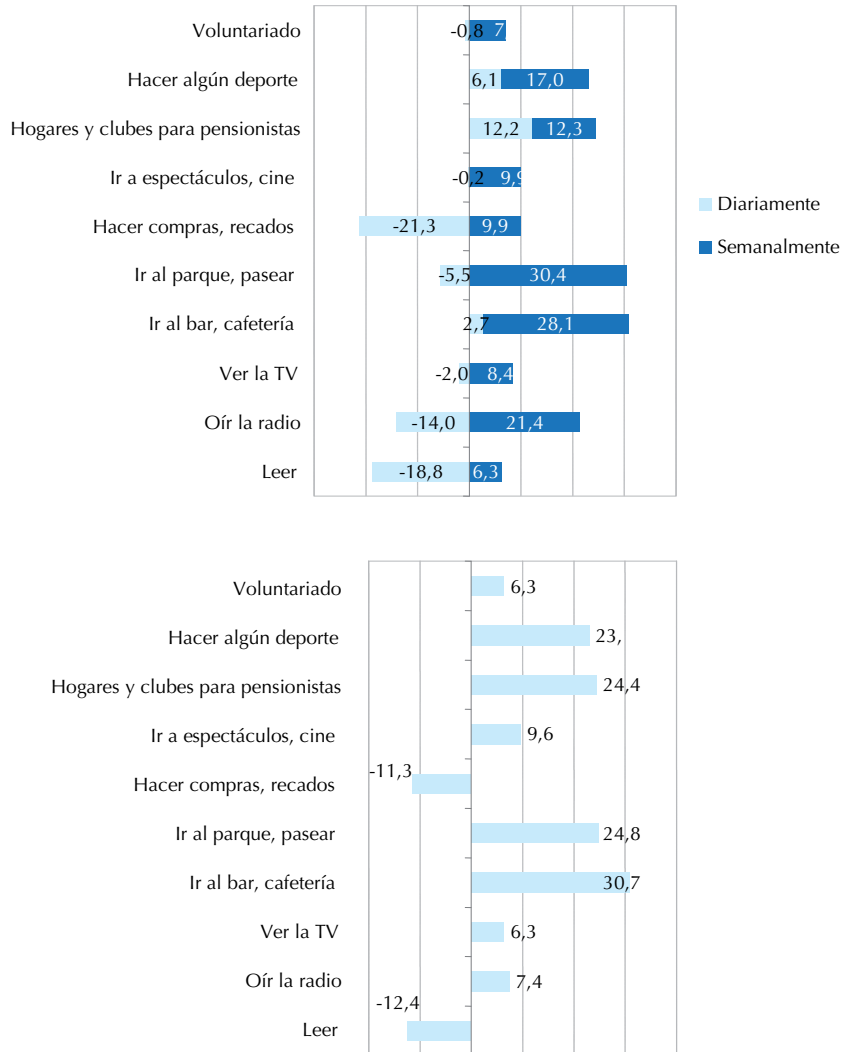 Voluntariado -0,8 7
Hacer algún deporte 6,1 17,0
Hogares y clubes para pensionistas 12,2 12,3
Ir a espectáculos, cine -0,2 9,9
Hacer compras, recados -21,3 9,9
Ir al parque, pasear -5,5 30,4
Ir al bar, cafetería 2,7 28,1
Ver la TV -2,0 8,4
Oír la radio -14,0 21,4
Leer -18,8 6,3
Diariamente
Semanalmente
Voluntariado 6,3
Hacer algún deporte 23,
Hogares y clubes para pensionistas 24,4
Ir a espectáculos, cine 9,6
Hacer compras, recados -11,3
Ir al parque, pasear 24,8
Ir al bar, cafetería 30,7
Ver la TV 6,3
Oír la radio 7,4
Leer -12,4